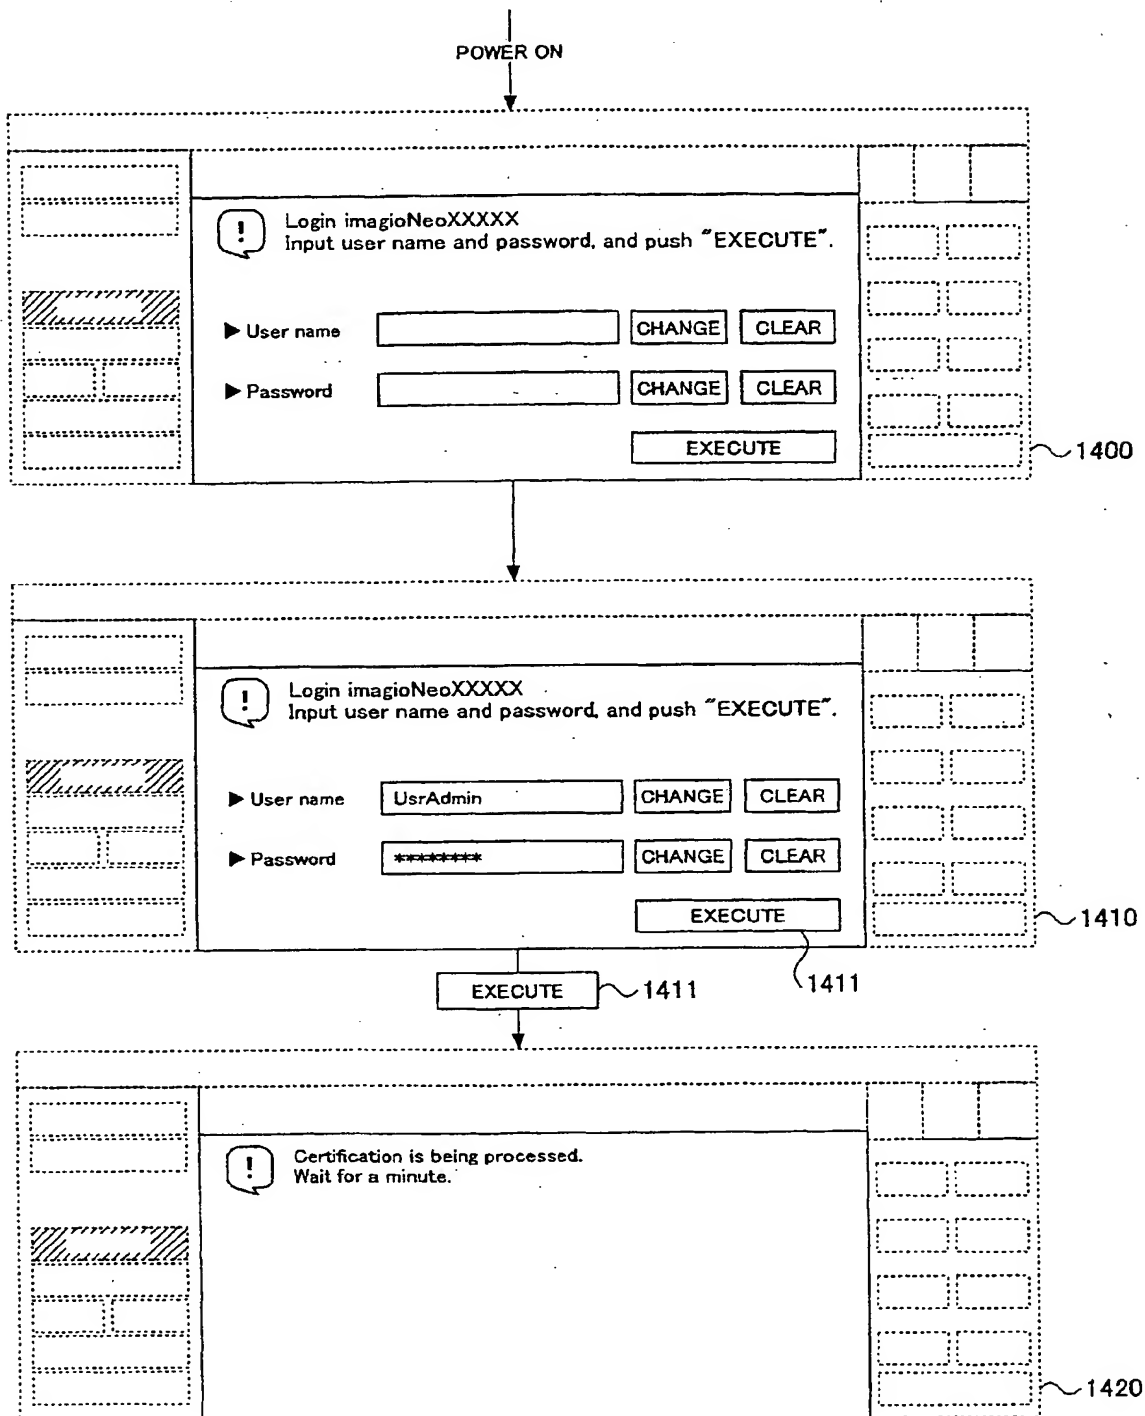 POWER ON
Login imagioNeoXXXXX
Input user name and password, and push "EXECUTE".
▶ User name CHANGE CLEAR
▶ Password CHANGE CLEAR
EXECUTE
1400
Login imagioNeoXXXXX
Input user name and password, and push "EXECUTE".
▶ User name UsrAdmin CHANGE CLEAR
▶ Password ******** CHANGE CLEAR
EXECUTE
1410
EXECUTE 1411 1411
Certification is being processed.
Wait for a minute.
1420